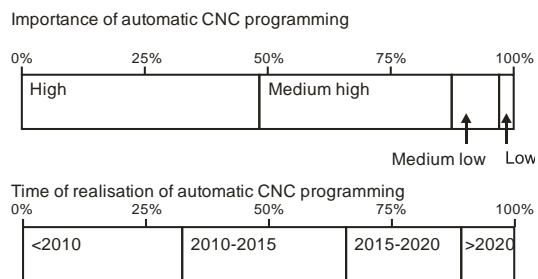 Importance of automatic CNC programming
0% 25% 50% 75% 100%
High Medium high
Medium low Low
Time of realisation of automatic CNC programming
0% 25% 50% 75% 100%
<2010 2010-2015 2015-2020 >2020